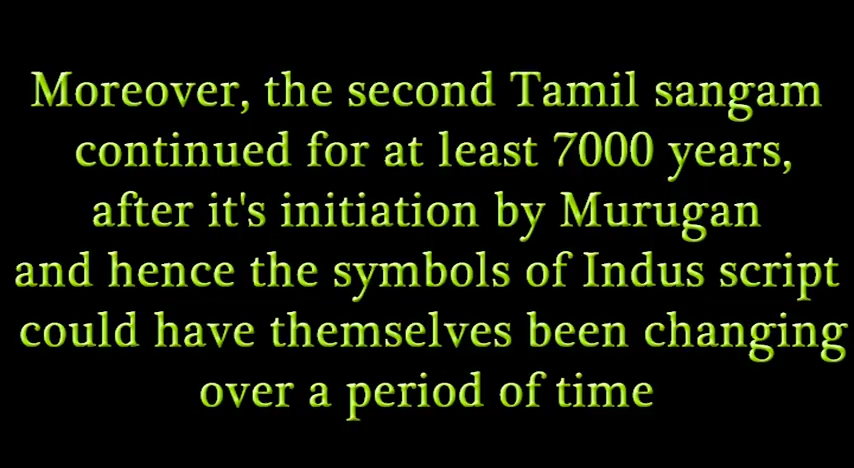 Moreover, the second Tamil sangam
continued for at least 7000 years,
after it's initiation by Murugan
and hence the symbols of Indus script
could have themselves been changing
over a period of time